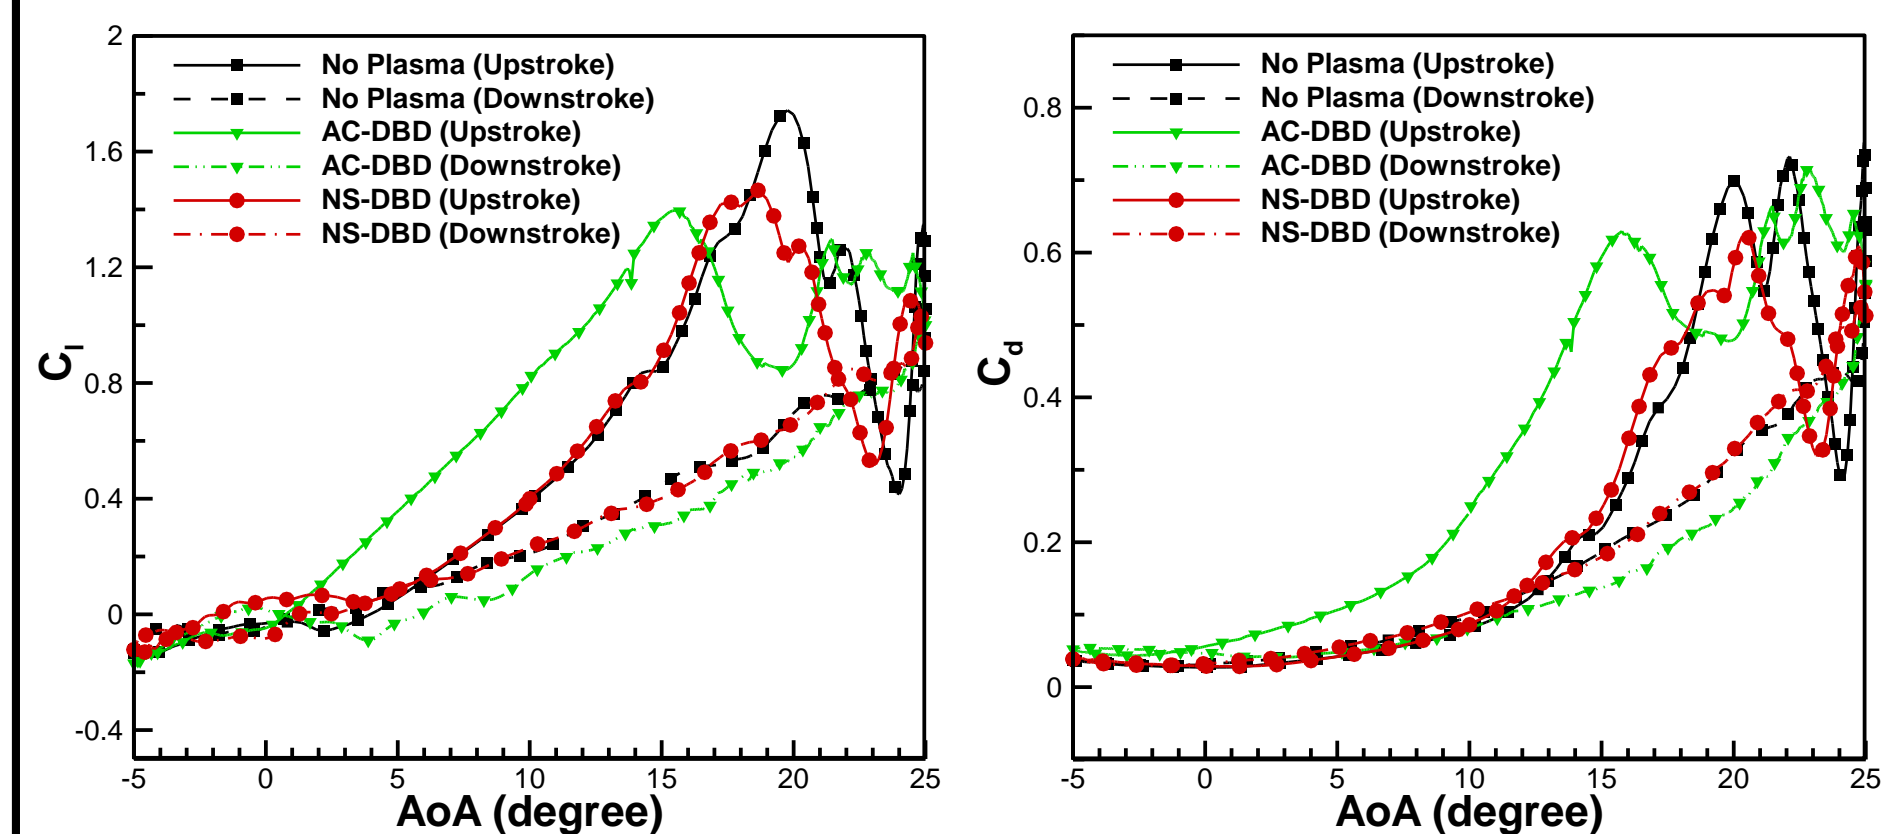 2
1.6
1.2
0.8
0.4
0
-0.4
C_l
No Plasma (Upstroke)
No Plasma (Downstroke)
AC-DBD (Upstroke)
AC-DBD (Downstroke)
NS-DBD (Upstroke)
NS-DBD (Downstroke)
-5 0 5 10 15 20 25
AoA (degree)
0.8
0.6
0.4
0.2
0
C_d
No Plasma (Upstroke)
No Plasma (Downstroke)
AC-DBD (Upstroke)
AC-DBD (Downstroke)
NS-DBD (Upstroke)
NS-DBD (Downstroke)
-5 0 5 10 15 20 25
AoA (degree)